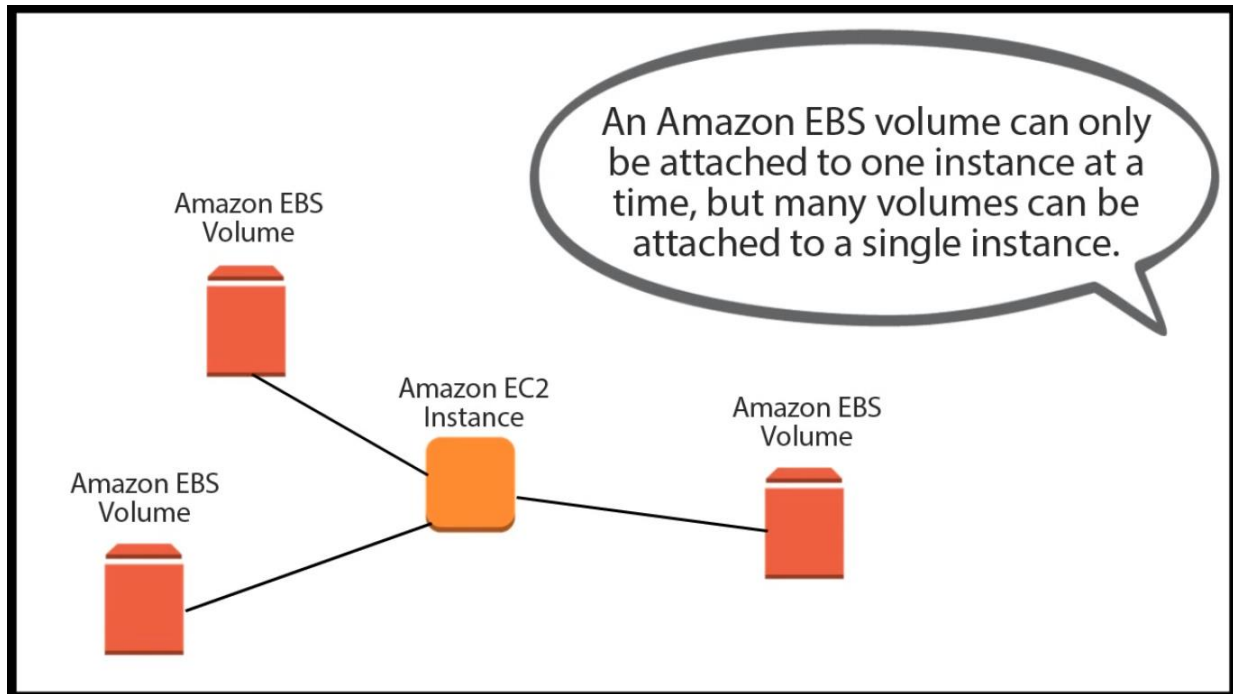 An Amazon EBS volume can only
be attached to one instance at a
time, but many volumes can be
attached to a single instance.
Amazon EBS
Volume
Amazon EC2
Instance
Amazon EBS
Volume
Amazon EBS
Volume